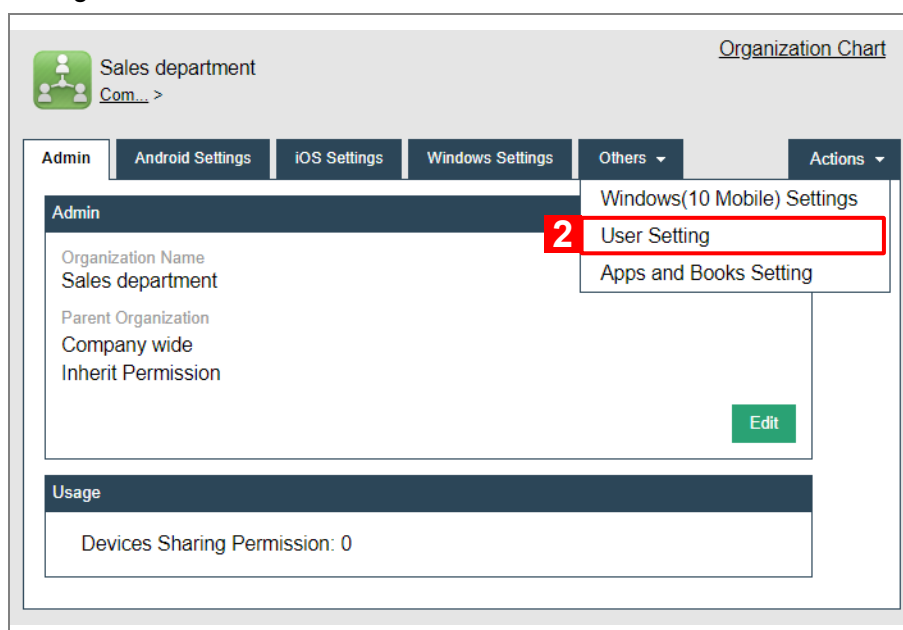 Organization Chart
Sales department
Com... >
Admin
Android Settings
iOS Settings
Windows Settings
Others
Actions
Windows(10 Mobile) Settings
2
User Setting
Apps and Books Setting
Admin
Organization Name
Sales department
Parent Organization
Company wide
Inherit Permission
Edit
Usage
Devices Sharing Permission: 0